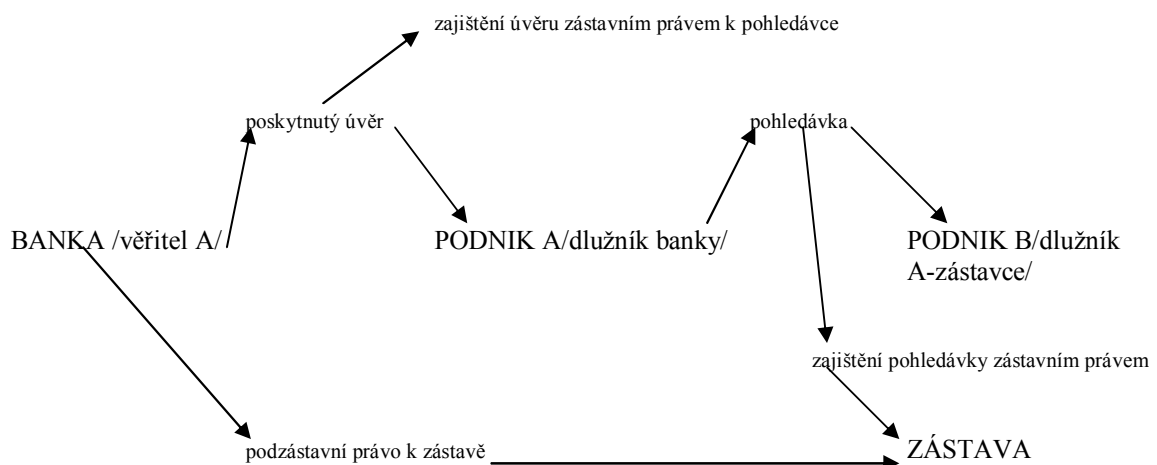 zajištění úvěru zástavním právem k pohledávce
poskytnutý úvěr
pohledávka
BANKA /věřitel A/
PODNIK A/dlužník banky/
PODNIK B/dlužník
A-zástavce/
zajištění pohledávky zástavním právem
podzástavní právo k zástavě
ZÁSTAVA